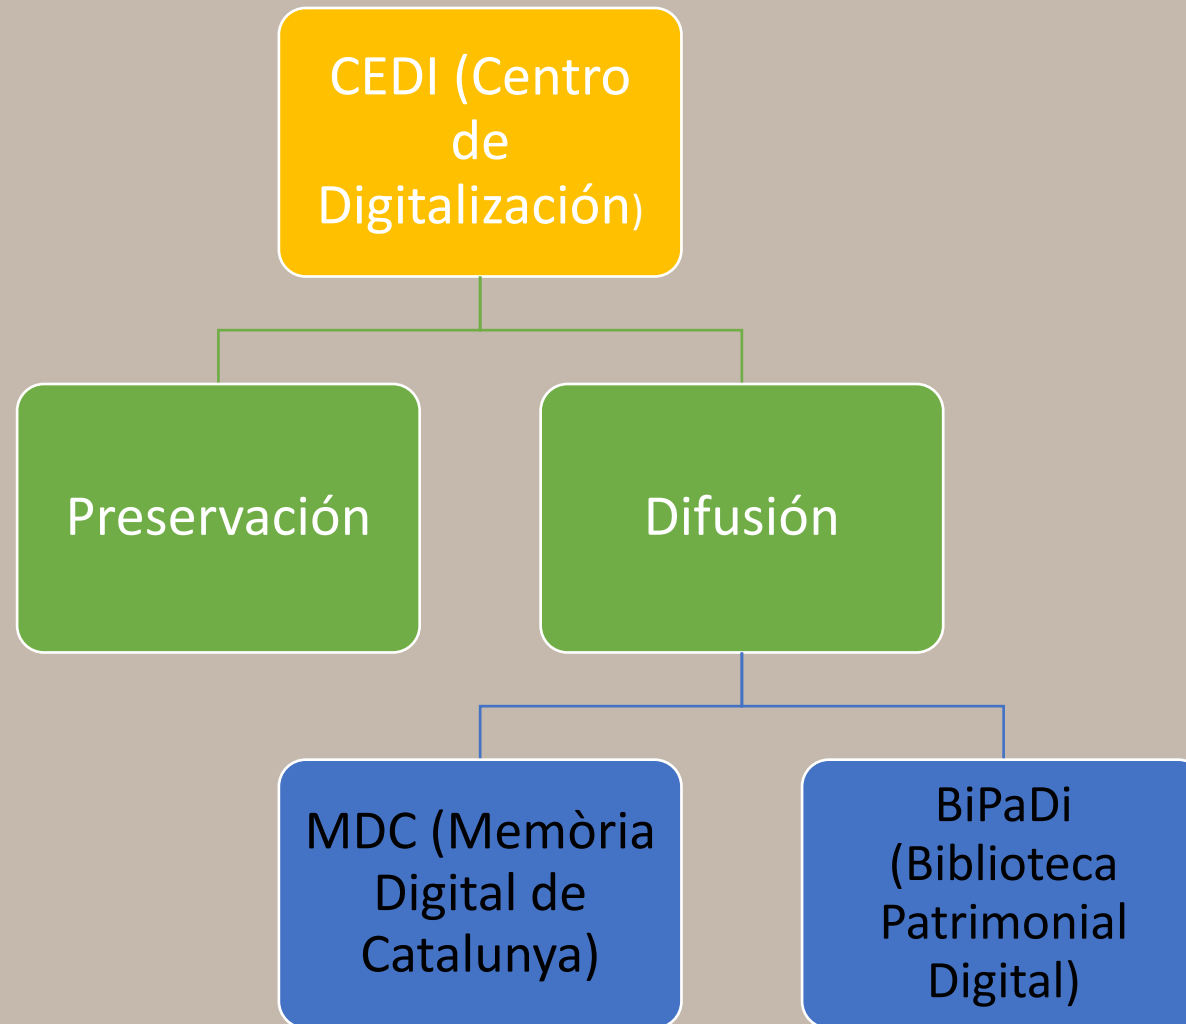 CEDI (Centro
de
Digitalización)
Preservación
Difusión
MDC (Memòria
Digital de
Catalunya)
BiPaDi
(Biblioteca
Patrimonial
Digital)